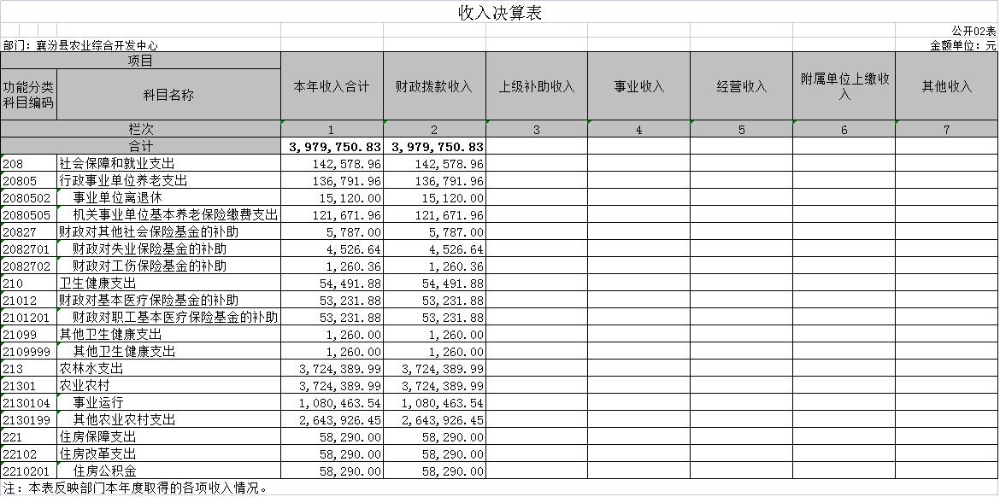 收入决算表
公开02表
部门：襄汾县农业综合开发中心 金额单位：元
项目 本年收入合计 财政拨款收入 上级补助收入 事业收入 经营收入 附属单位上缴收入 其他收入
功能分类科目编码 科目名称
栏次 1 2 3 4 5 6 7
合计 3,979,750.83 3,979,750.83
208 社会保障和就业支出 142,578.96 142,578.96
20805 行政事业单位养老支出 136,791.96 136,791.96
2080502 事业单位离退休 15,120.00 15,120.00
2080505 机关事业单位基本养老保险缴费支出 121,671.96 121,671.96
20827 财政对其他社会保险基金的补助 5,787.00 5,787.00
2082701 财政对失业保险基金的补助 4,526.64 4,526.64
2082702 财政对工伤保险基金的补助 1,260.36 1,260.36
210 卫生健康支出 54,491.88 54,491.88
21012 财政对基本医疗保险基金的补助 53,231.88 53,231.88
2101201 财政对职工基本医疗保险基金的补助 53,231.88 53,231.88
21099 其他卫生健康支出 1,260.00 1,260.00
2109999 其他卫生健康支出 1,260.00 1,260.00
213 农林水支出 3,724,389.99 3,724,389.99
21301 农业农村 3,724,389.99 3,724,389.99
2130104 事业运行 1,080,463.54 1,080,463.54
2130199 其他农业农村支出 2,643,926.45 2,643,926.45
221 住房保障支出 58,290.00 58,290.00
22102 住房改革支出 58,290.00 58,290.00
2210201 住房公积金 58,290.00 58,290.00
注：本表反映部门本年度取得的各项收入情况。